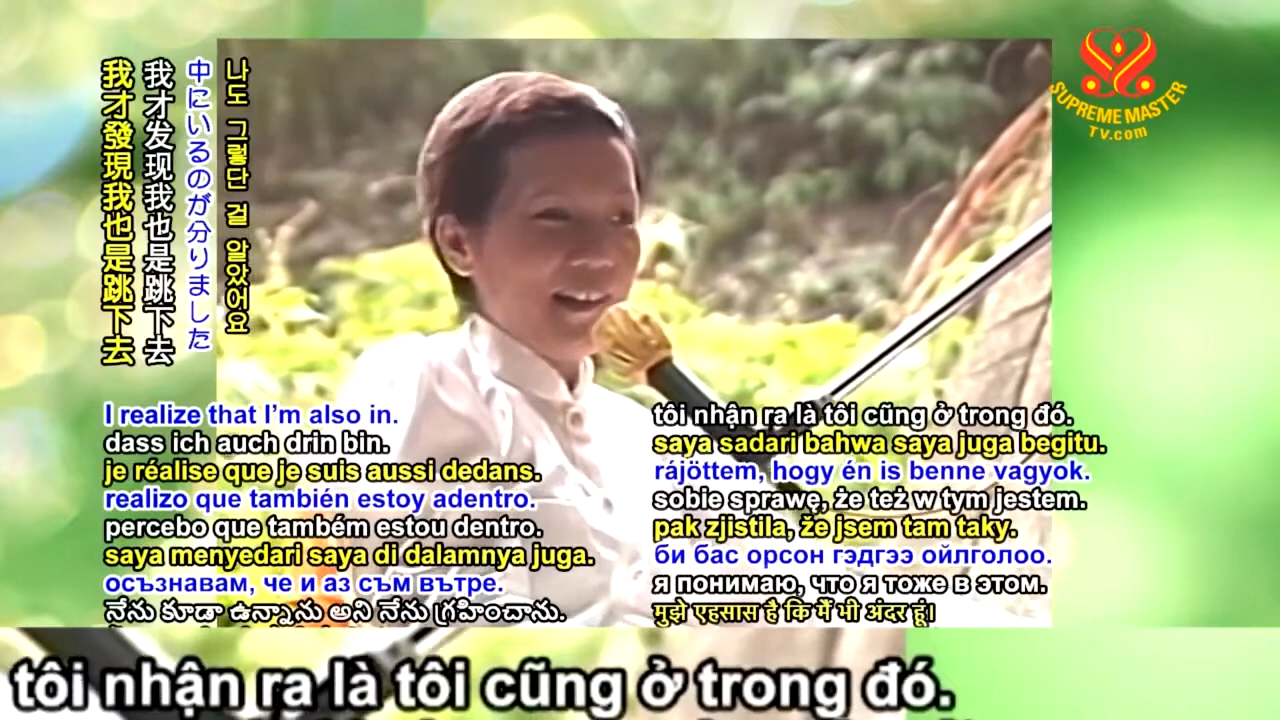 我才發現我也是跳下去
我才发现我也是跳下去
中にいるのが分りました
나도 그렇단 걸 알았어요
SUPREME MASTER
TV.com
I realize that I'm also in.
dass ich auch drin bin.
je réalise que je suis aussi dedans.
realizo que también estoy adentro.
percebo que também estou dentro.
saya menyedari saya di dalamnya juga.
осъзнавам, че и аз съм вътре.
నేను కూడా ఉన్నాను అని నేను గ్రహించాను.
tôi nhận ra là tôi cũng ở trong đó.
saya sadari bahwa saya juga begitu.
rájöttem, hogy én is benne vagyok.
sobie sprawę, że też w tym jestem.
pak zjistila, že jsem tam taky.
би бас орсон гэдгээ ойлголоо.
я понимаю, что я тоже в этом.
मुझे एहसास है कि मैं भी अंदर हूं।
tôi nhận ra là tôi cũng ở trong đó.